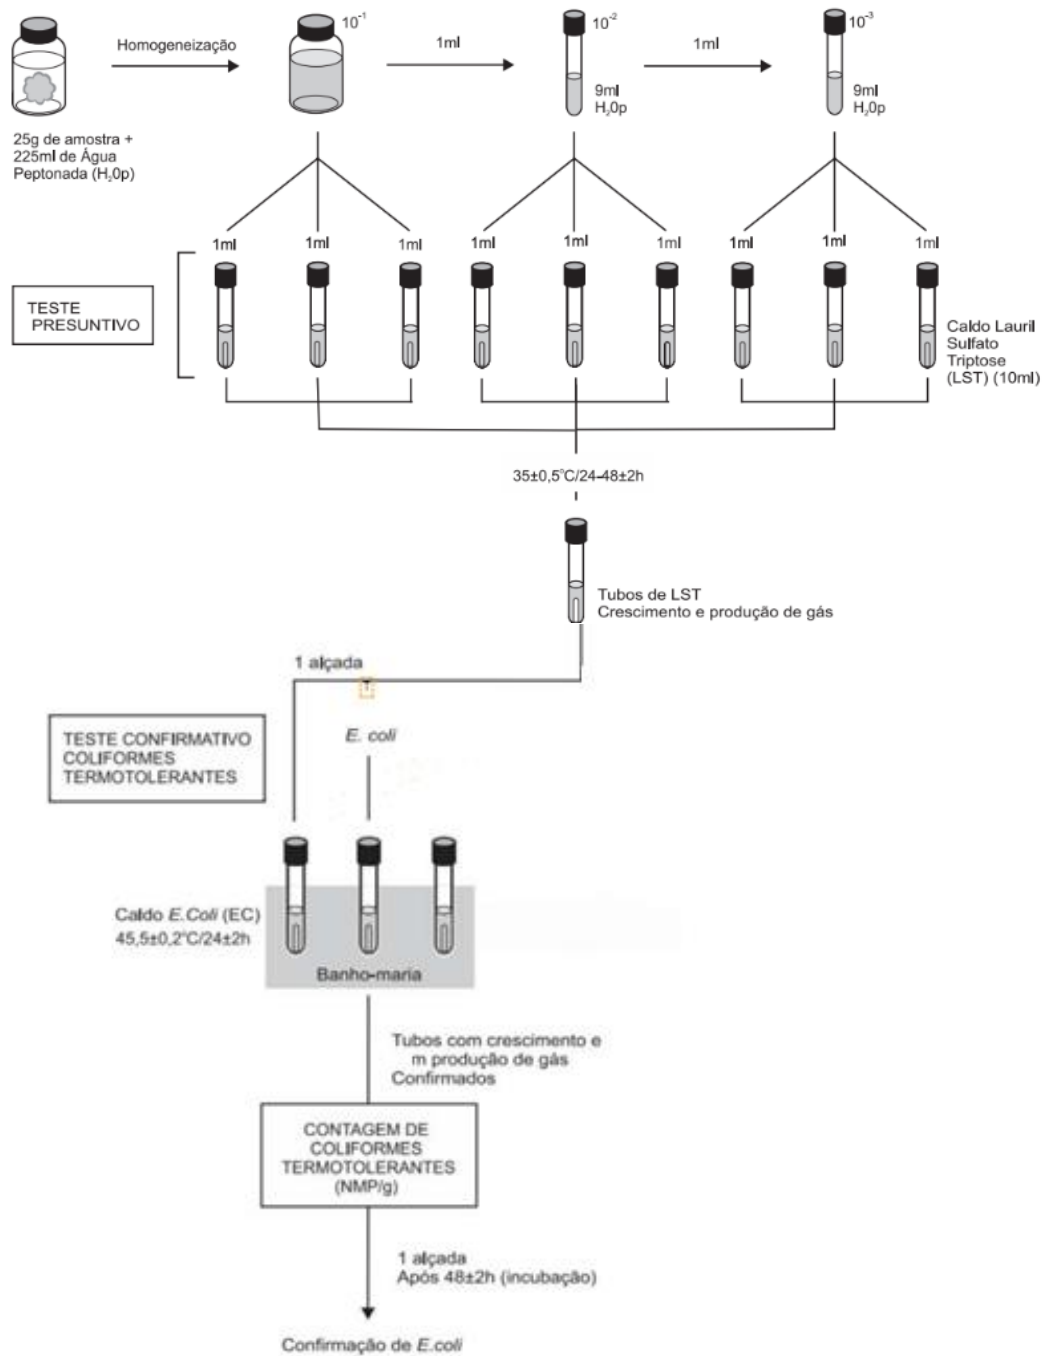 10⁻¹
10⁻²
10⁻³
Homogeneização
1ml
1ml
9ml
H₂0p
9ml
H₂0p
25g de amostra +
225ml de Água
Peptonada (H₂0p)
1ml
1ml
1ml
1ml
1ml
1ml
1ml
1ml
1ml
TESTE
PRESUNTIVO
Caldo Lauril
Sulfato
Triptose
(LST) (10ml)
35±0,5°C/24-48±2h
Tubos de LST
Crescimento e produção de gás
1 alçada
TESTE CONFIRMATIVO
COLIFORMES
TERMOTOLERANTES
E. coli
Caldo E.Coli (EC)
45,5±0,2°C/24±2h
Banho-maria
Tubos com crescimento e
m produção de gás
Confirmados
CONTAGEM DE
COLIFORMES
TERMOTOLERANTES
(NMP/g)
1 alçada
Após 48±2h (incubação)
Confirmação de E.coli